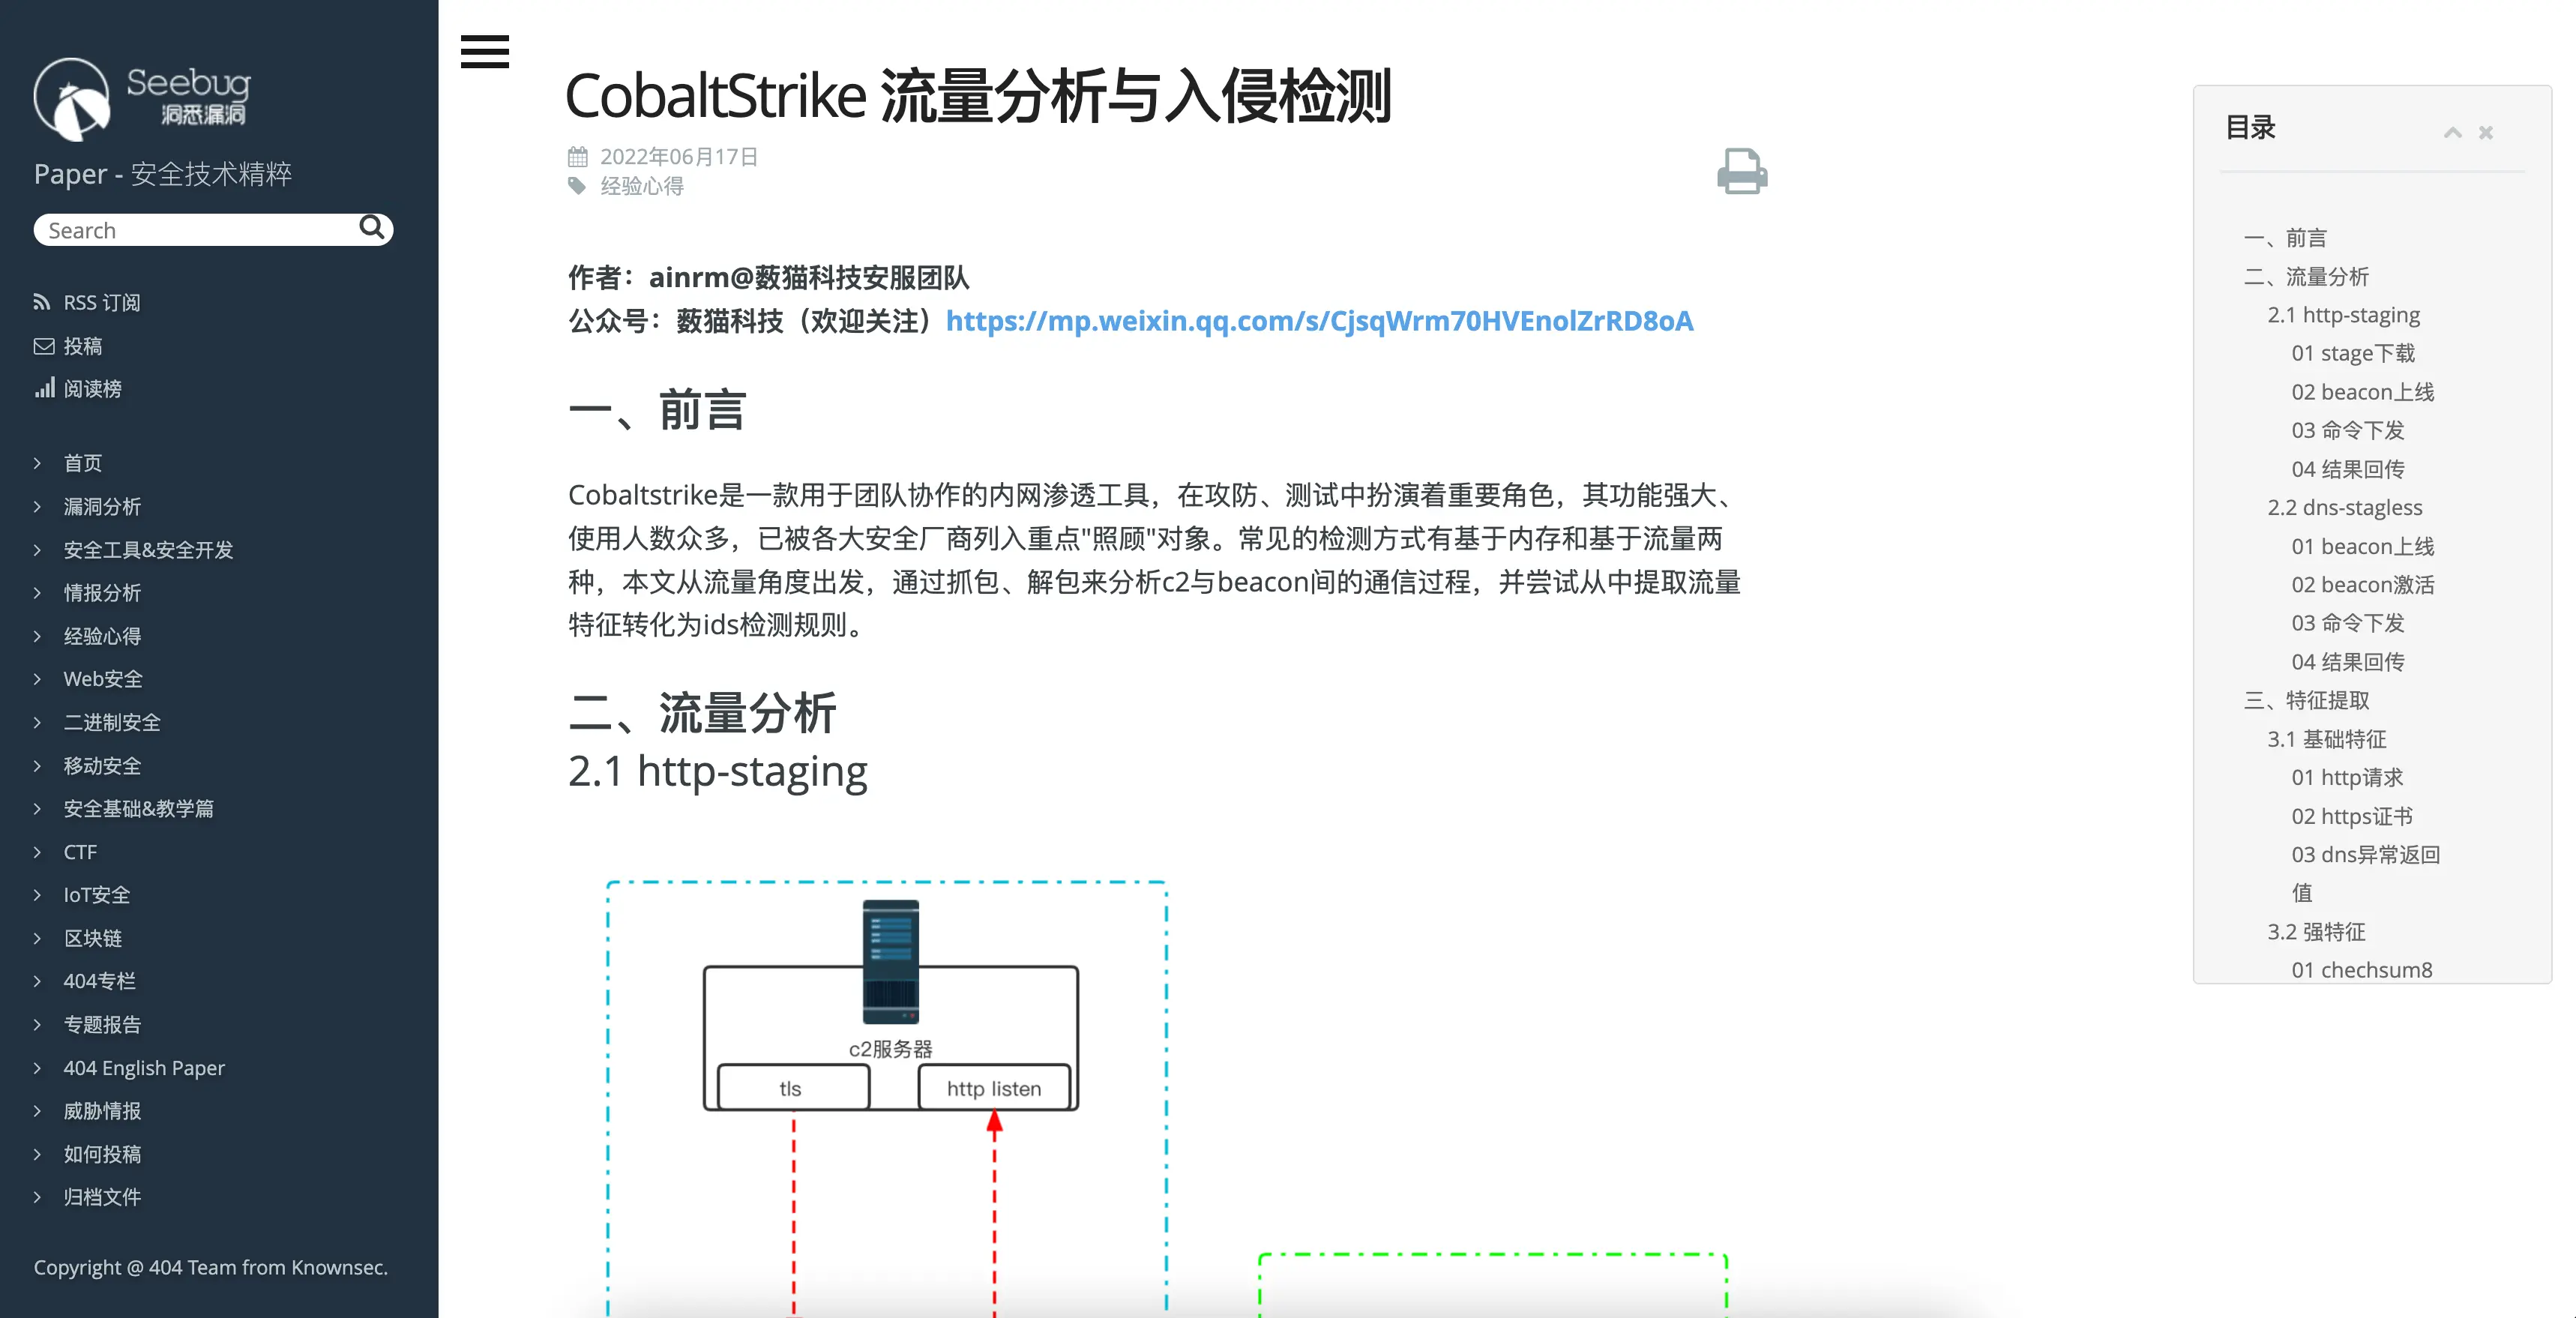 Seebug
洞悉漏洞
Paper - 安全技术精粹
Search
RSS 订阅
投稿
阅读榜
首页
漏洞分析
安全工具&安全开发
情报分析
经验心得
Web安全
二进制安全
移动安全
安全基础&教学篇
CTF
IoT安全
区块链
404专栏
专题报告
404 English Paper
威胁情报
如何投稿
归档文件
Copyright @ 404 Team from Knownsec.
CobaltStrike 流量分析与入侵检测
2022年06月17日
经验心得
作者：ainrm@薮猫科技安服团队
公众号：薮猫科技（欢迎关注）https://mp.weixin.qq.com/s/CjsqWrm70HVEnolZrRD8oA
一、前言
Cobaltstrike是一款用于团队协作的内网渗透工具，在攻防、测试中扮演着重要角色，其功能强大、
使用人数众多，已被各大安全厂商列入重点"照顾"对象。常见的检测方式有基于内存和基于流量两
种，本文从流量角度出发，通过抓包、解包来分析c2与beacon间的通信过程，并尝试从中提取流量
特征转化为ids检测规则。
二、流量分析
2.1 http-staging
c2服务器
tls
http listen
目录
一、前言
二、流量分析
2.1 http-staging
01 stage下载
02 beacon上线
03 命令下发
04 结果回传
2.2 dns-stagless
01 beacon上线
02 beacon激活
03 命令下发
04 结果回传
三、特征提取
3.1 基础特征
01 http请求
02 https证书
03 dns异常返回
值
3.2 强特征
01 chechsum8